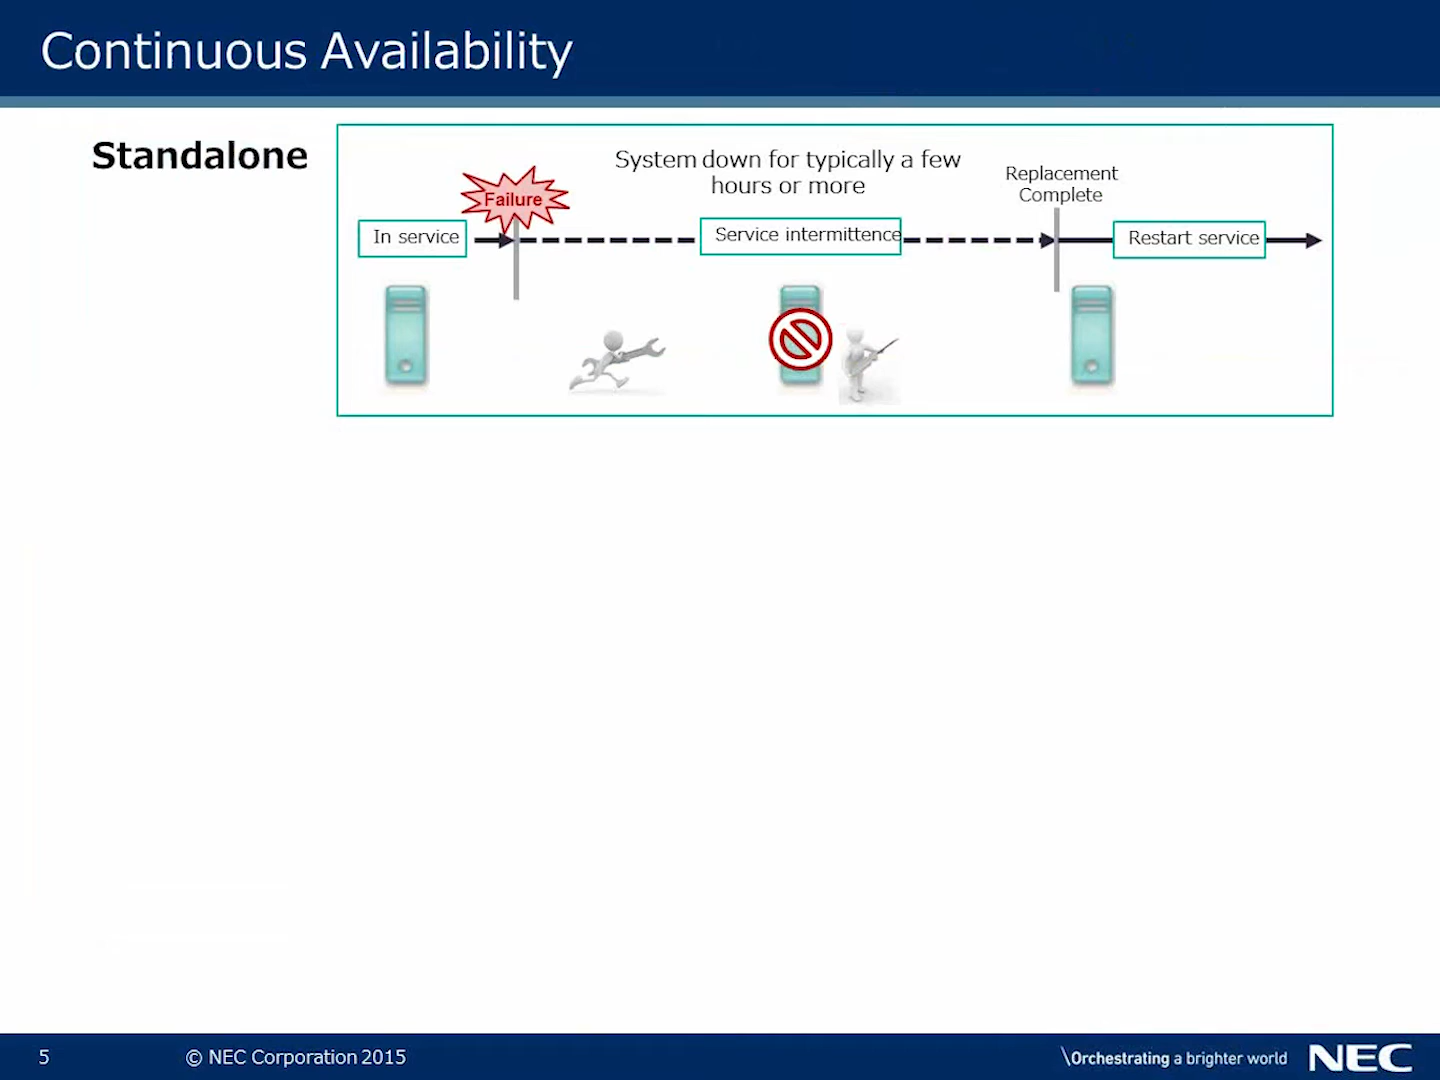 Continuous Availability
Standalone
System down for typically a few
hours or more
Replacement
Complete
Failure
In service
Service intermittence
Restart service
5
© NEC Corporation 2015
\Orchestrating a brighter world
NEC